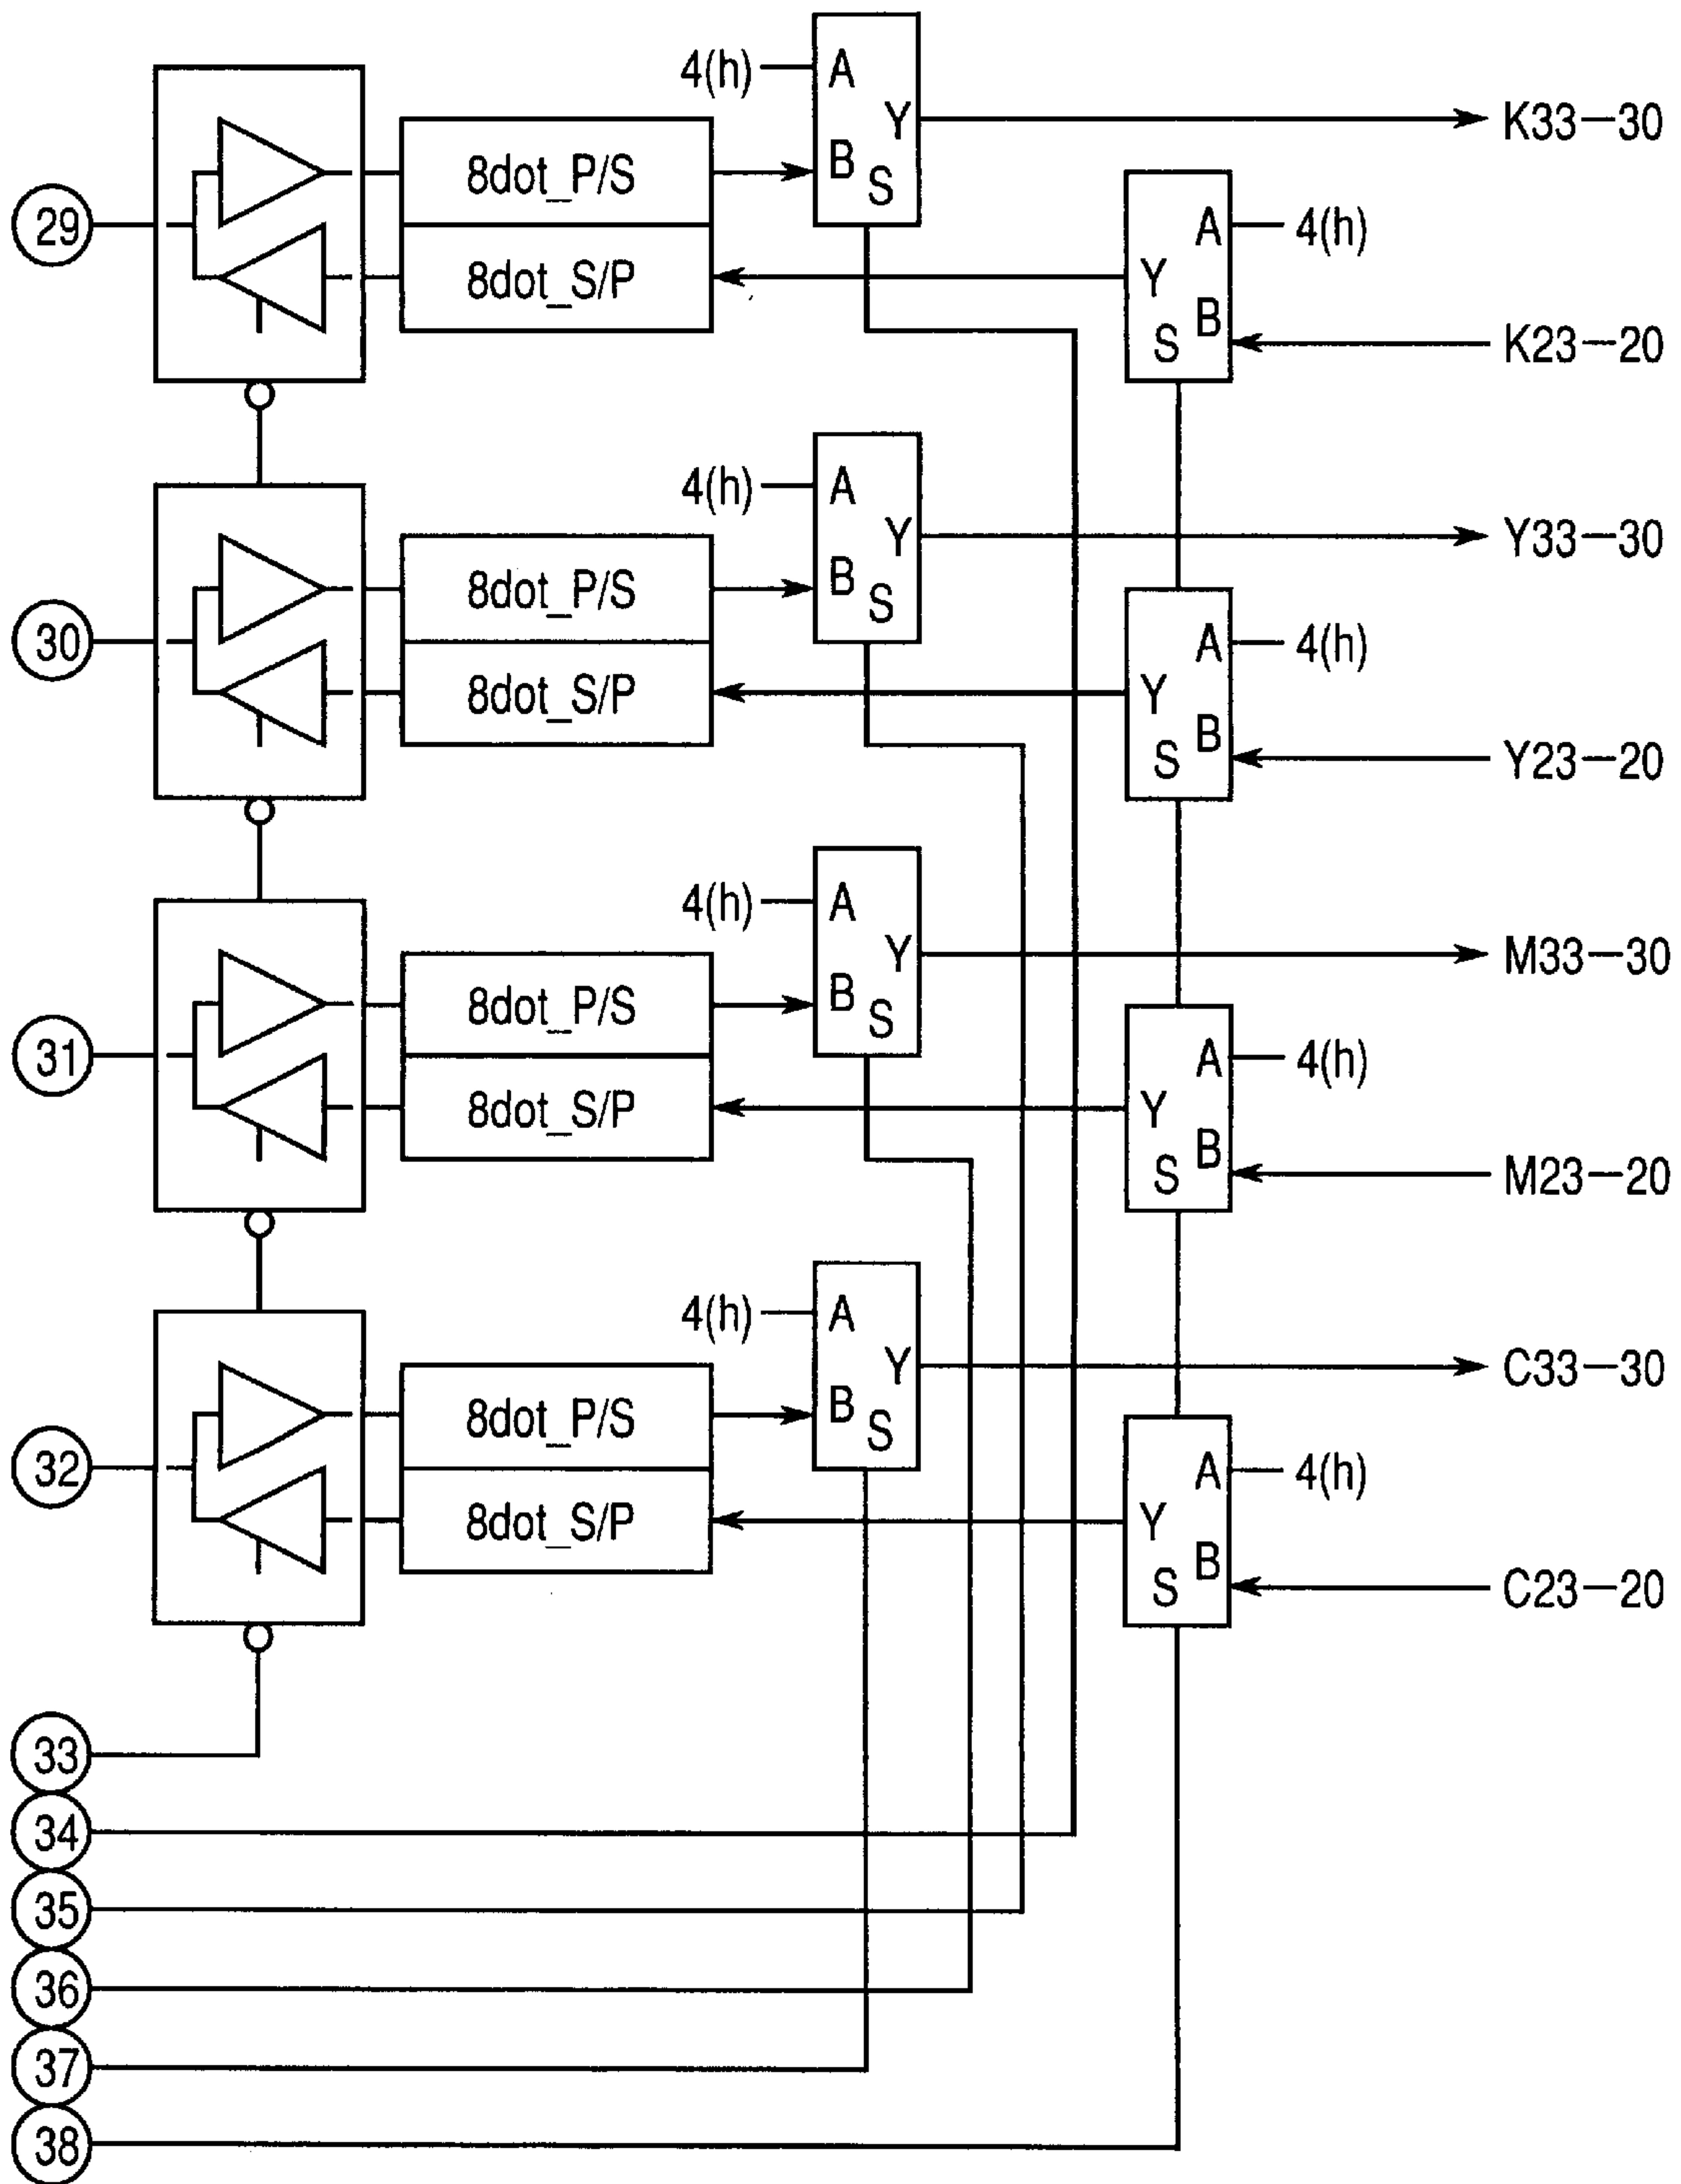 4(h)
A
Y
B
S
K33—30
29
8dot_P/S
8dot_S/P
A
4(h)
Y
B
S
K23—20
4(h)
A
Y
B
S
Y33—30
30
8dot_P/S
8dot_S/P
A
4(h)
Y
B
S
Y23—20
4(h)
A
Y
B
S
M33—30
31
8dot_P/S
8dot_S/P
A
4(h)
Y
B
S
M23—20
4(h)
A
Y
B
S
C33—30
32
8dot_P/S
8dot_S/P
A
4(h)
Y
B
S
C23—20
33
34
35
36
37
38